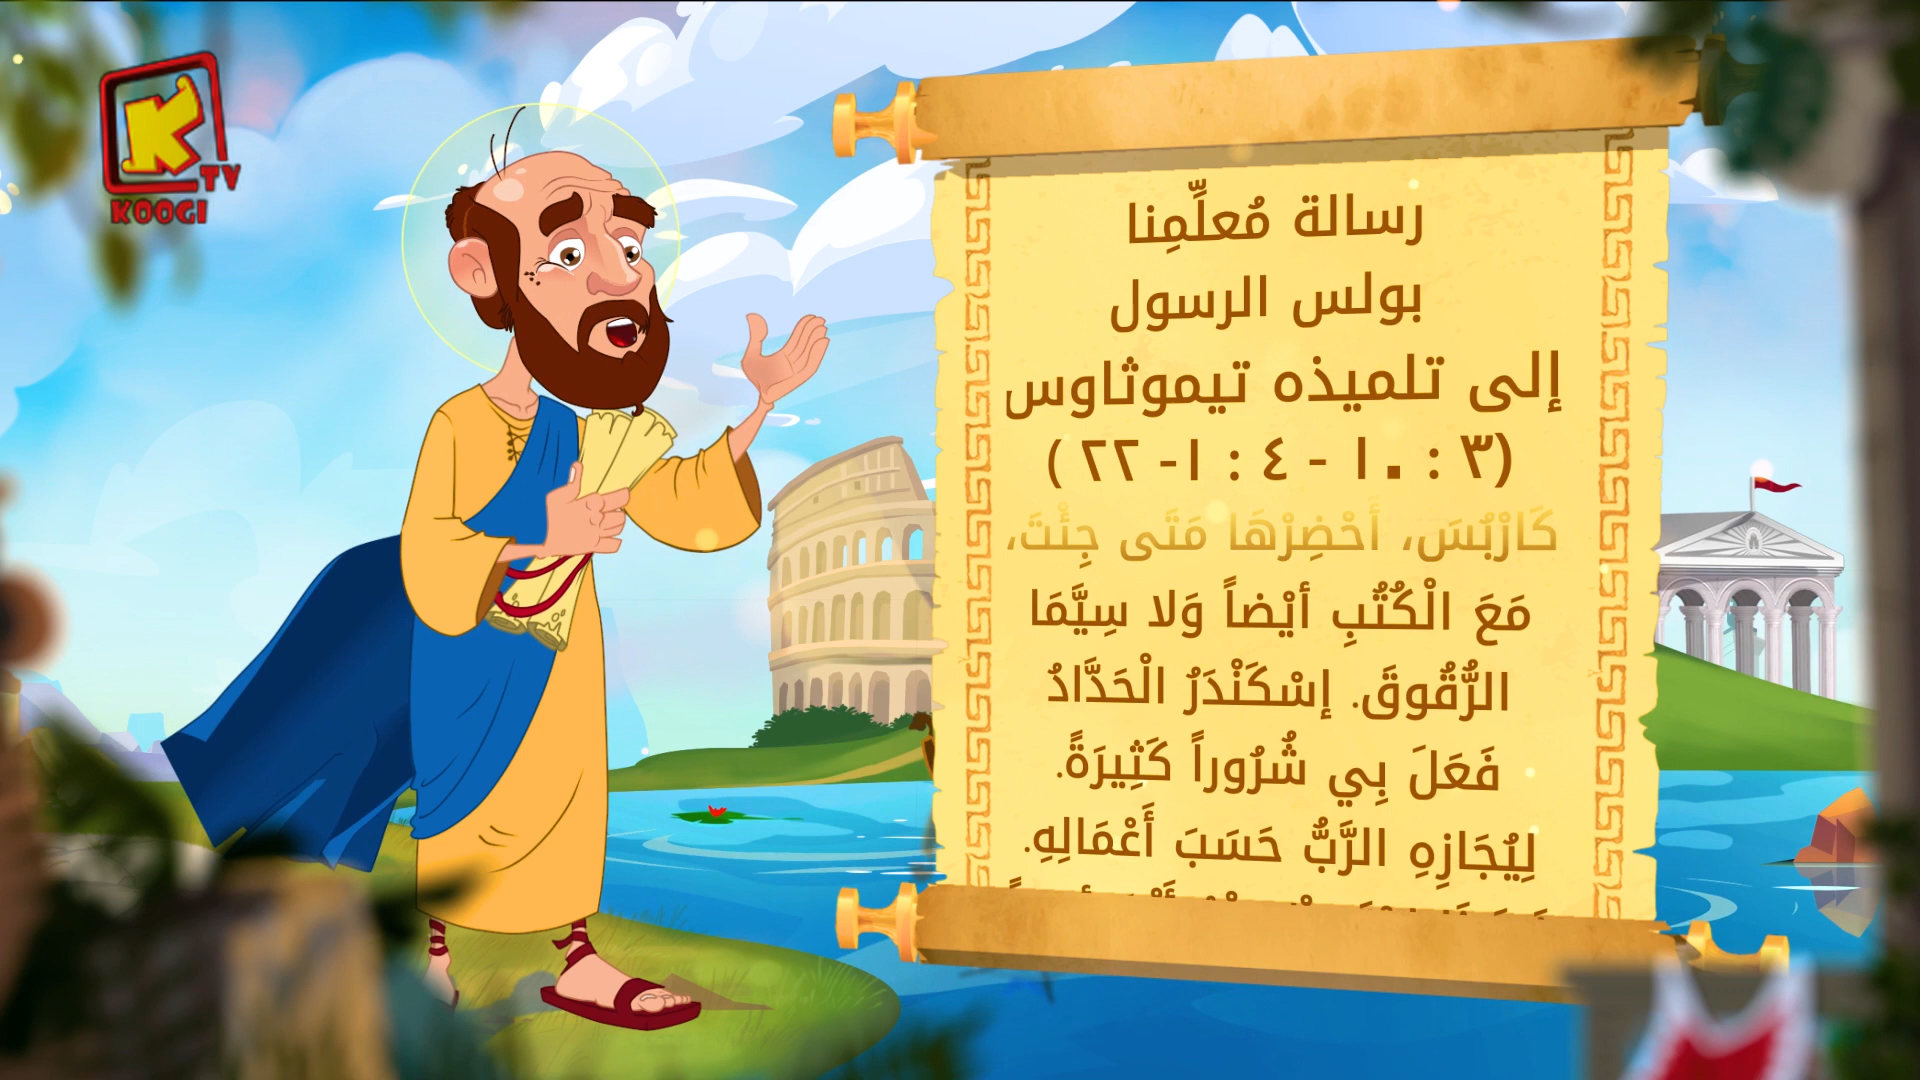 K TV
KOOGI
رسالة مُعلِّمِنا
بولس الرسول
إلى تلميذه تيموثاوس
(٣ : ١٠ - ٤ : ١- ٢٢ )
كَارْبُسَ، أَحْضِرْهَا مَتَى جِئْتَ،
مَعَ الْكُتُبِ أيْضاً وَلا سِيَّمَا
الرُّقُوقَ. إسْكَنْدَرُ الْحَدَّادُ
فَعَلَ بِي شُرُوراً كَثِيرَةً.
لِيُجَازِهِ الرَّبُّ حَسَبَ أَعْمَالِهِ.